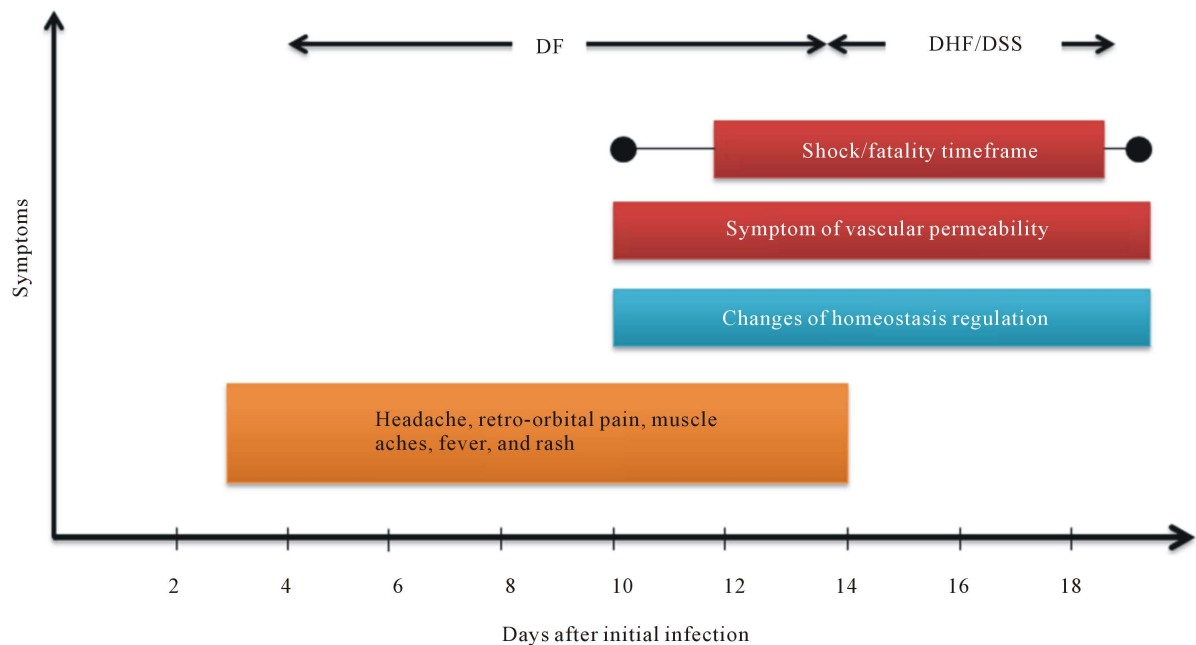 DF
DHF/DSS
Shock/fatality timeframe
Symptom of vascular permeability
Changes of homeostasis regulation
Headache, retro-orbital pain, muscle
aches, fever, and rash
Symptoms
2 4 6 8 10 12 14 16 18
Days after initial infection